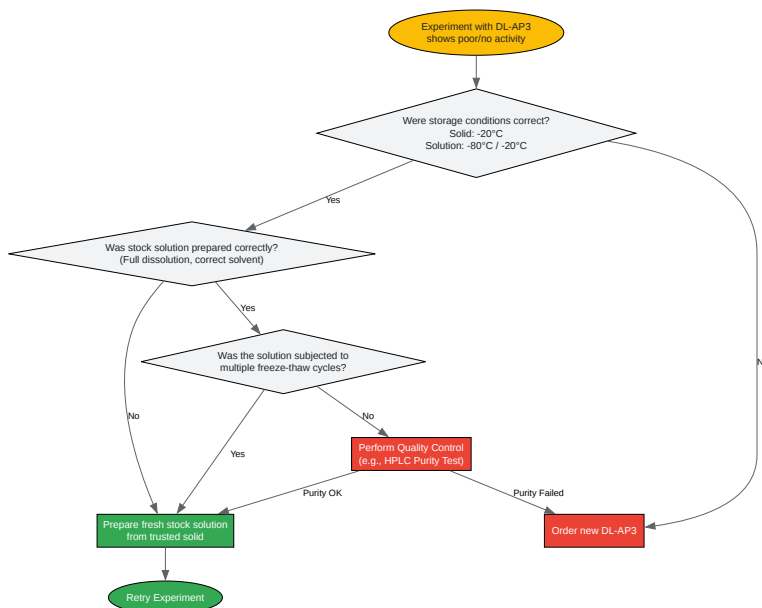 Experiment with DL-AP3
shows poor/no activity
Were storage conditions correct?
Solid: -20°C
Solution: -80°C / -20°C
Yes
Was stock solution prepared correctly?
(Full dissolution, correct solvent)
Yes
Was the solution subjected to
multiple freeze-thaw cycles?
N
No
No
Yes
Perform Quality Control
(e.g., HPLC Purity Test)
Purity OK
Purity Failed
Prepare fresh stock solution
from trusted solid
Order new DL-AP3
Retry Experiment